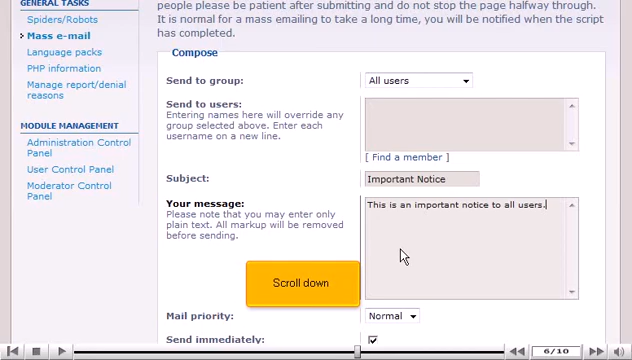 GENERAL TASKS
Spiders/Robots
Mass e-mail
Language packs
PHP information
Manage report/denial
reasons
MODULE MANAGEMENT
Administration Control
Panel
User Control Panel
Moderator Control
Panel
people please be patient after submitting and do not stop the page halfway through.
It is normal for a mass emailing to take a long time, you will be notified when the script
has completed.
Compose
Send to group:
All users
Send to users:
Entering names here will override any
group selected above. Enter each
username on a new line.
[ Find a member ]
Subject:
Important Notice
Your message:
Please note that you may enter only
plain text. All markup will be removed
before sending.
This is an important notice to all users.
Scroll down
Mail priority:
Normal
Send immediately:
6/10